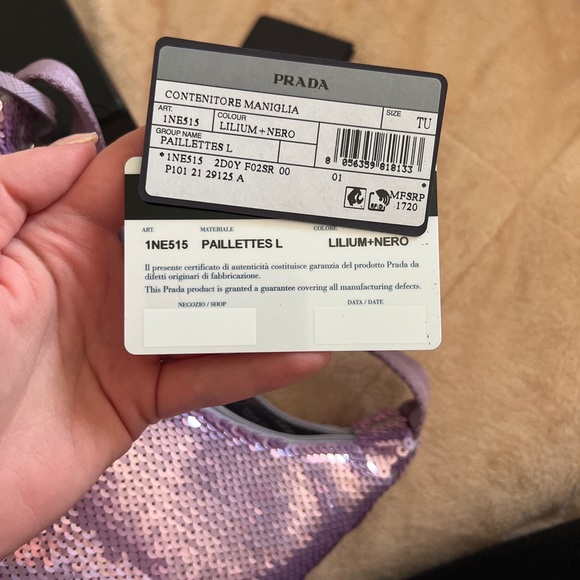 PRADA
CONTENITORE MANIGLIA
ART. COLOUR SIZE
1NE515 LILIUM+NERO TU
GROUP NAME
PAILLETTES L
8 056359 818133
*1NE515 2D0Y F02SR 00 01 *
P101 21 29125 A
MFSRP
1720
ART. MATERIALE COLORE
1NE515 PAILLETTES L LILIUM+NERO
Il presente certificato di autenticità costituisce garanzia del prodotto Prada da
difetti originari di fabbricazione.
This Prada product is granted a guarantee covering all manufacturing defects.
NEGOZIO / SHOP DATA / DATE